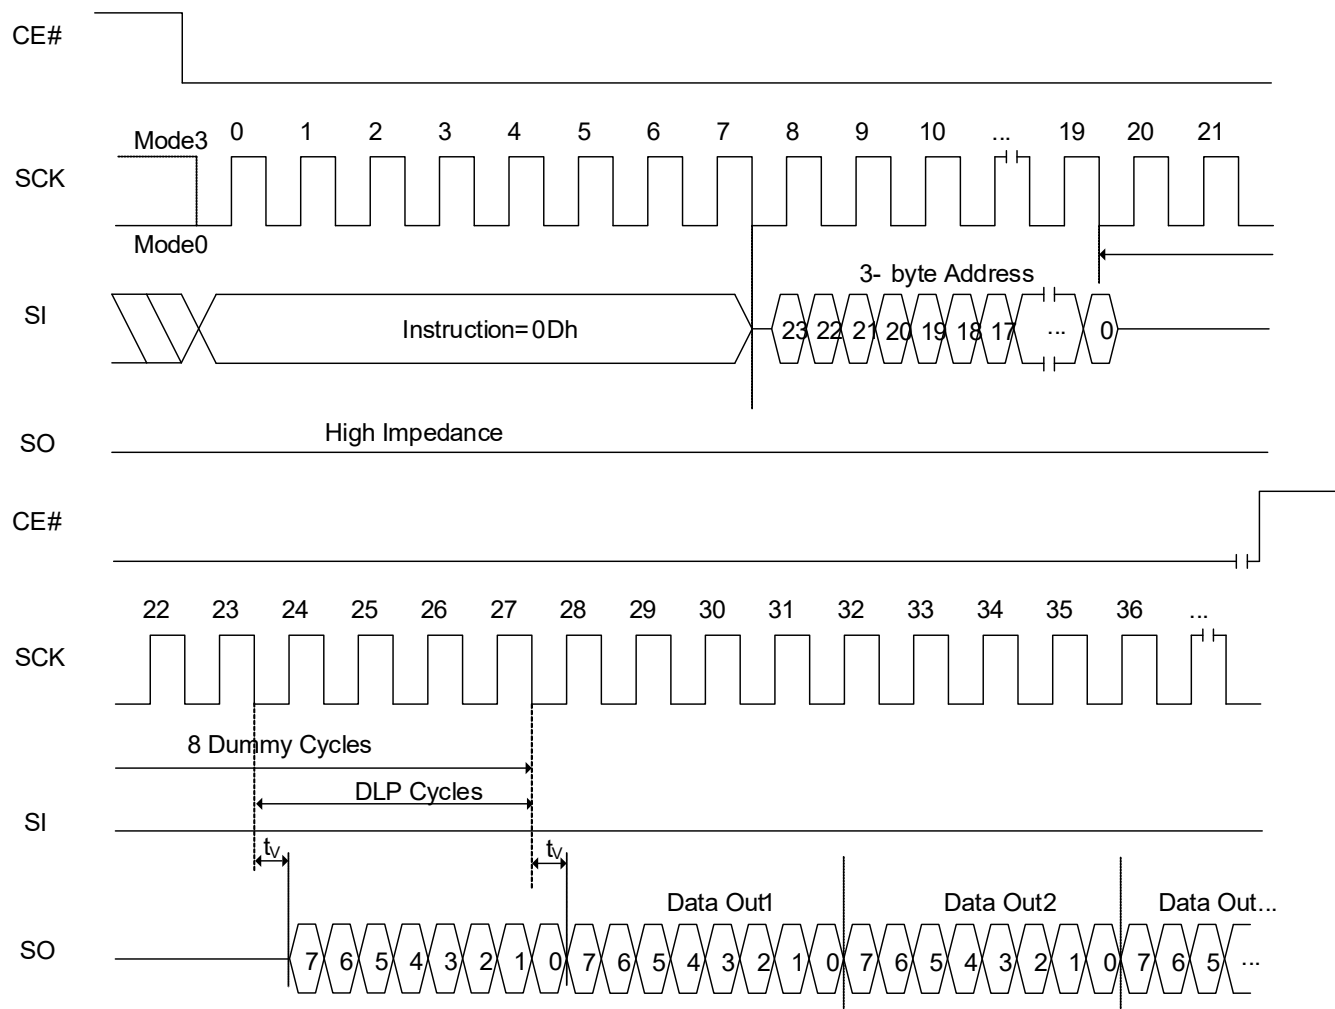 CE#
0 1 2 3 4 5 6 7 8 9 10 ... 19 20 21
Mode3
SCK
Mode0
3- byte Address
SI
Instruction=0Dh
23 22 21 20 19 18 17 ... 0
High Impedance
SO
CE#
22 23 24 25 26 27 28 29 30 31 32 33 34 35 36 ...
SCK
8 Dummy Cycles
DLP Cycles
SI
tV tV
Data Out1 Data Out2 Data Out...
SO
7 6 5 4 3 2 1 0 7 6 5 4 3 2 1 0 7 6 5 4 3 2 1 0 7 6 5 ...